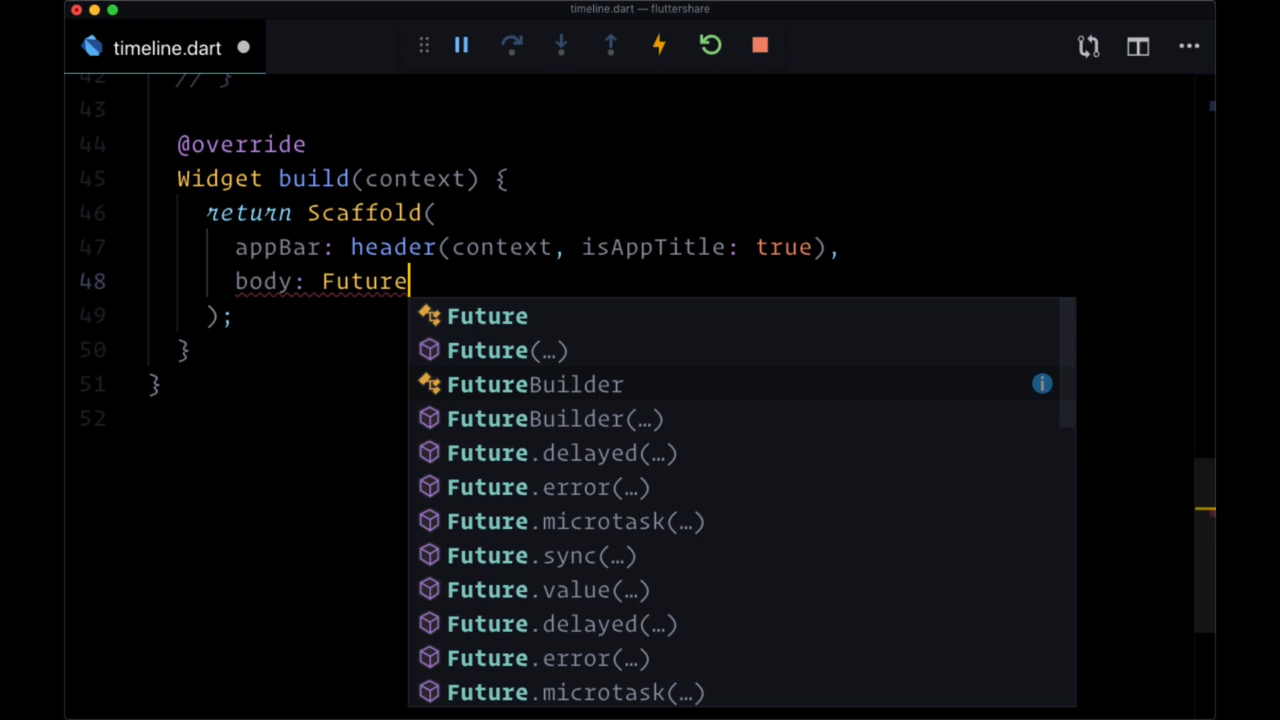 timeline.dart — fluttershare
timeline.dart
42 // }
43
44 @override
45 Widget build(context) {
46 return Scaffold(
47 appBar: header(context, isAppTitle: true),
48 body: Future
49 );
50 }
51 }
52
Future
Future(…)
FutureBuilder
FutureBuilder(…)
Future.delayed(…)
Future.error(…)
Future.microtask(…)
Future.sync(…)
Future.value(…)
Future.delayed(…)
Future.error(…)
Future.microtask(…)